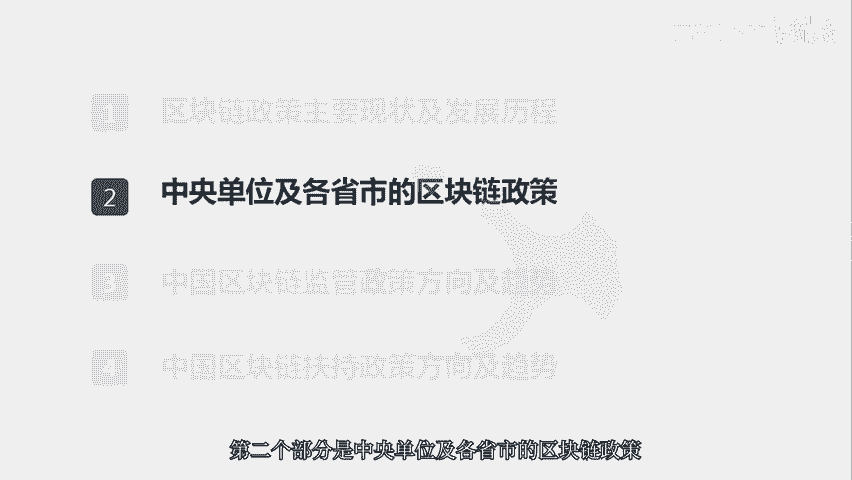 1 区块链政策主要现状及发展历程
2 中央单位及各省市的区块链政策
3 中国区块链监管政策方向及趋势
4 中国区块链扶持政策方向及趋势
第二个部分是中央单位及各省市的区块链政策